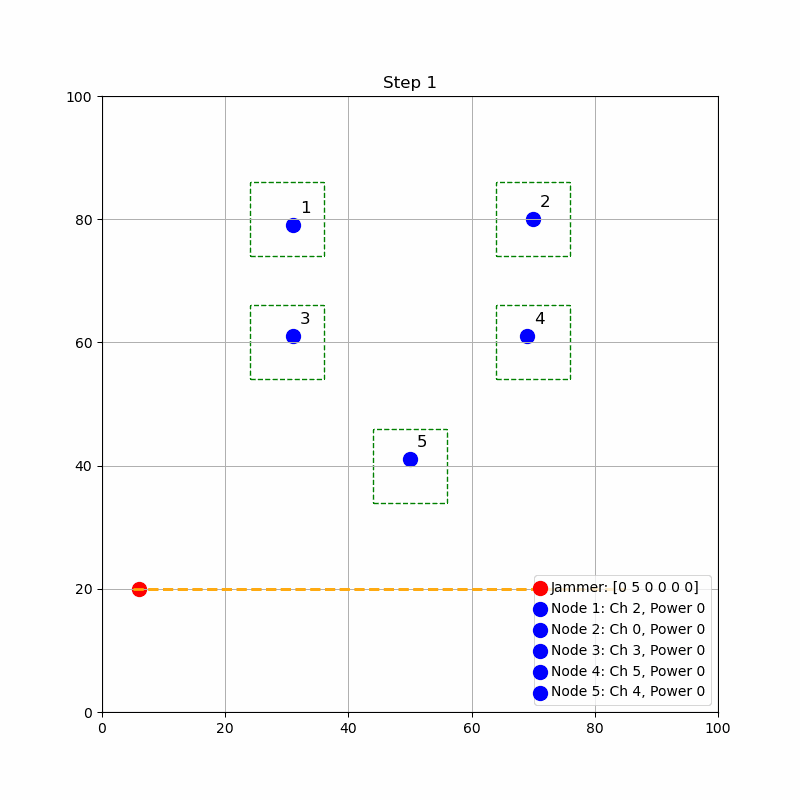 Step 1
100
80
60
40
20
0
1
2
3
4
5
Jammer: [0 5 0 0 0 0]
Node 1: Ch 2, Power 0
Node 2: Ch 0, Power 0
Node 3: Ch 3, Power 0
Node 4: Ch 5, Power 0
Node 5: Ch 4, Power 0
0 20 40 60 80 100